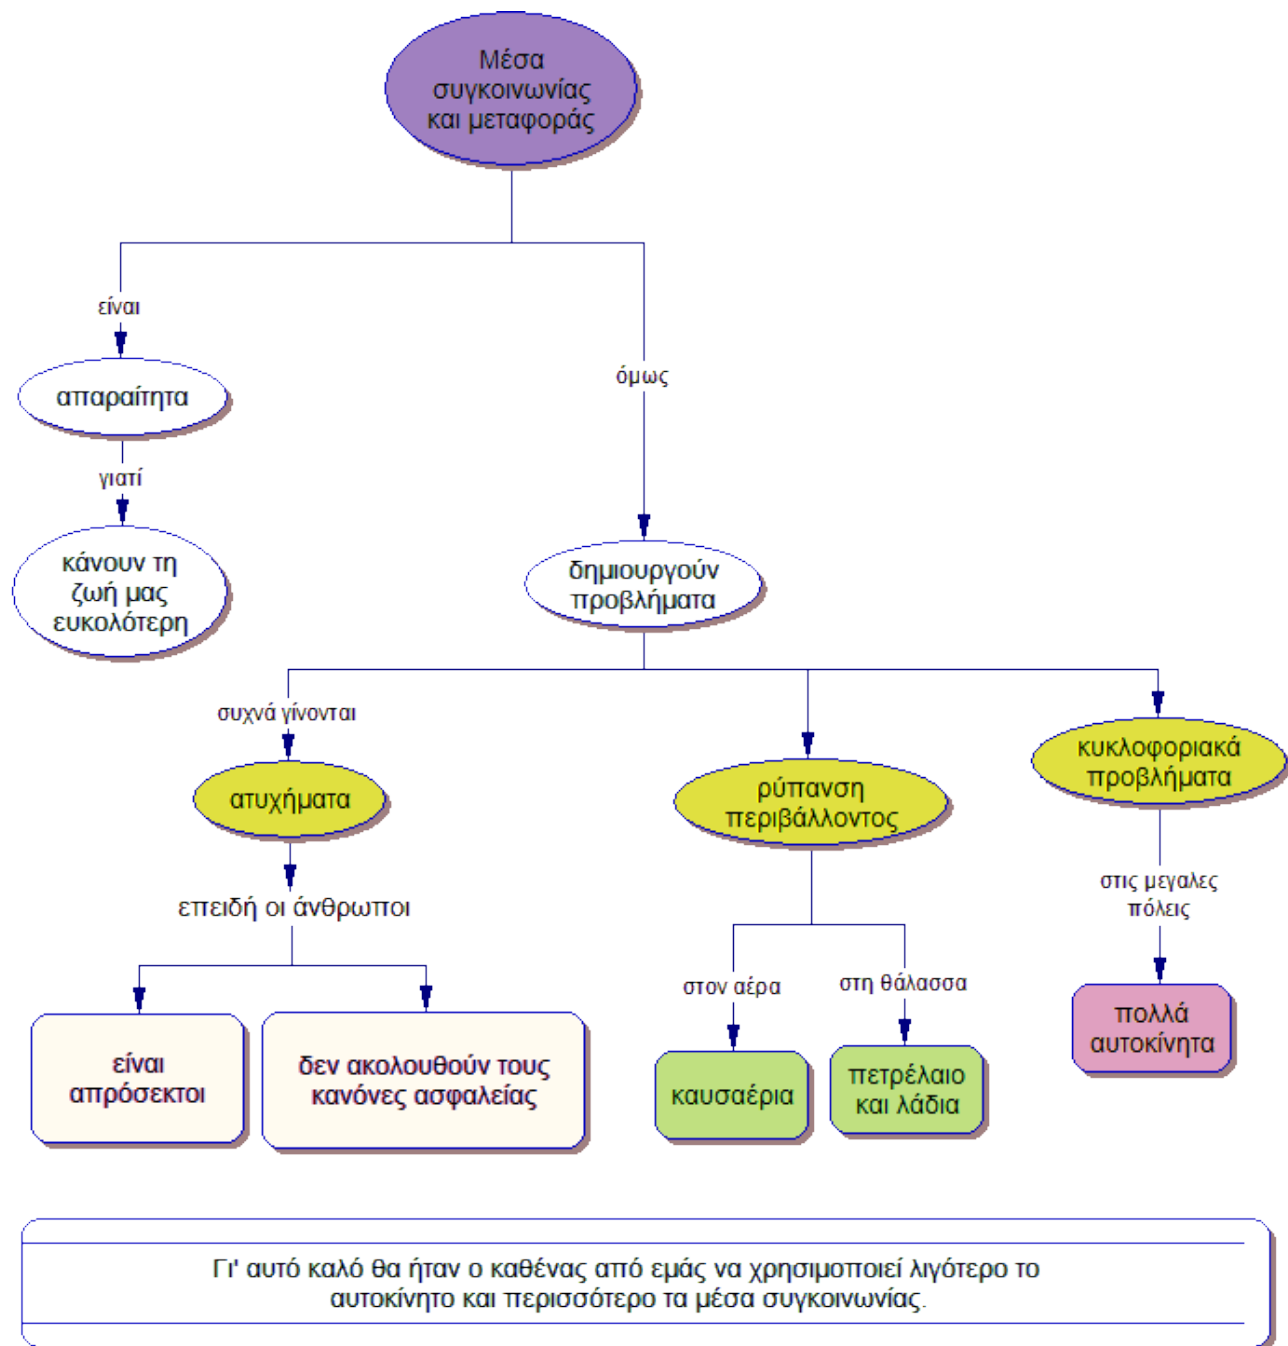 Μέσα
συγκοινωνίας
και μεταφοράς
είναι
όμως
απαραίτητα
γιατί
κάνουν τη
ζωή μας
ευκολότερη
δημιουργούν
προβλήματα
συχνά γίνονται
ατυχήματα
ρύπανση
περιβάλλοντος
κυκλοφοριακά
προβλήματα
επειδή οι άνθρωποι
στον αέρα
στη θάλασσα
στις μεγαλες
πόλεις
είναι
απρόσεκτοι
δεν ακολουθούν τους
κανόνες ασφαλείας
καυσαέρια
πετρέλαιο
και λάδια
πολλά
αυτοκίνητα
Γι' αυτό καλό θα ήταν ο καθένας από εμάς να χρησιμοποιεί λιγότερο το
αυτοκίνητο και περισσότερο τα μέσα συγκοινωνίας.